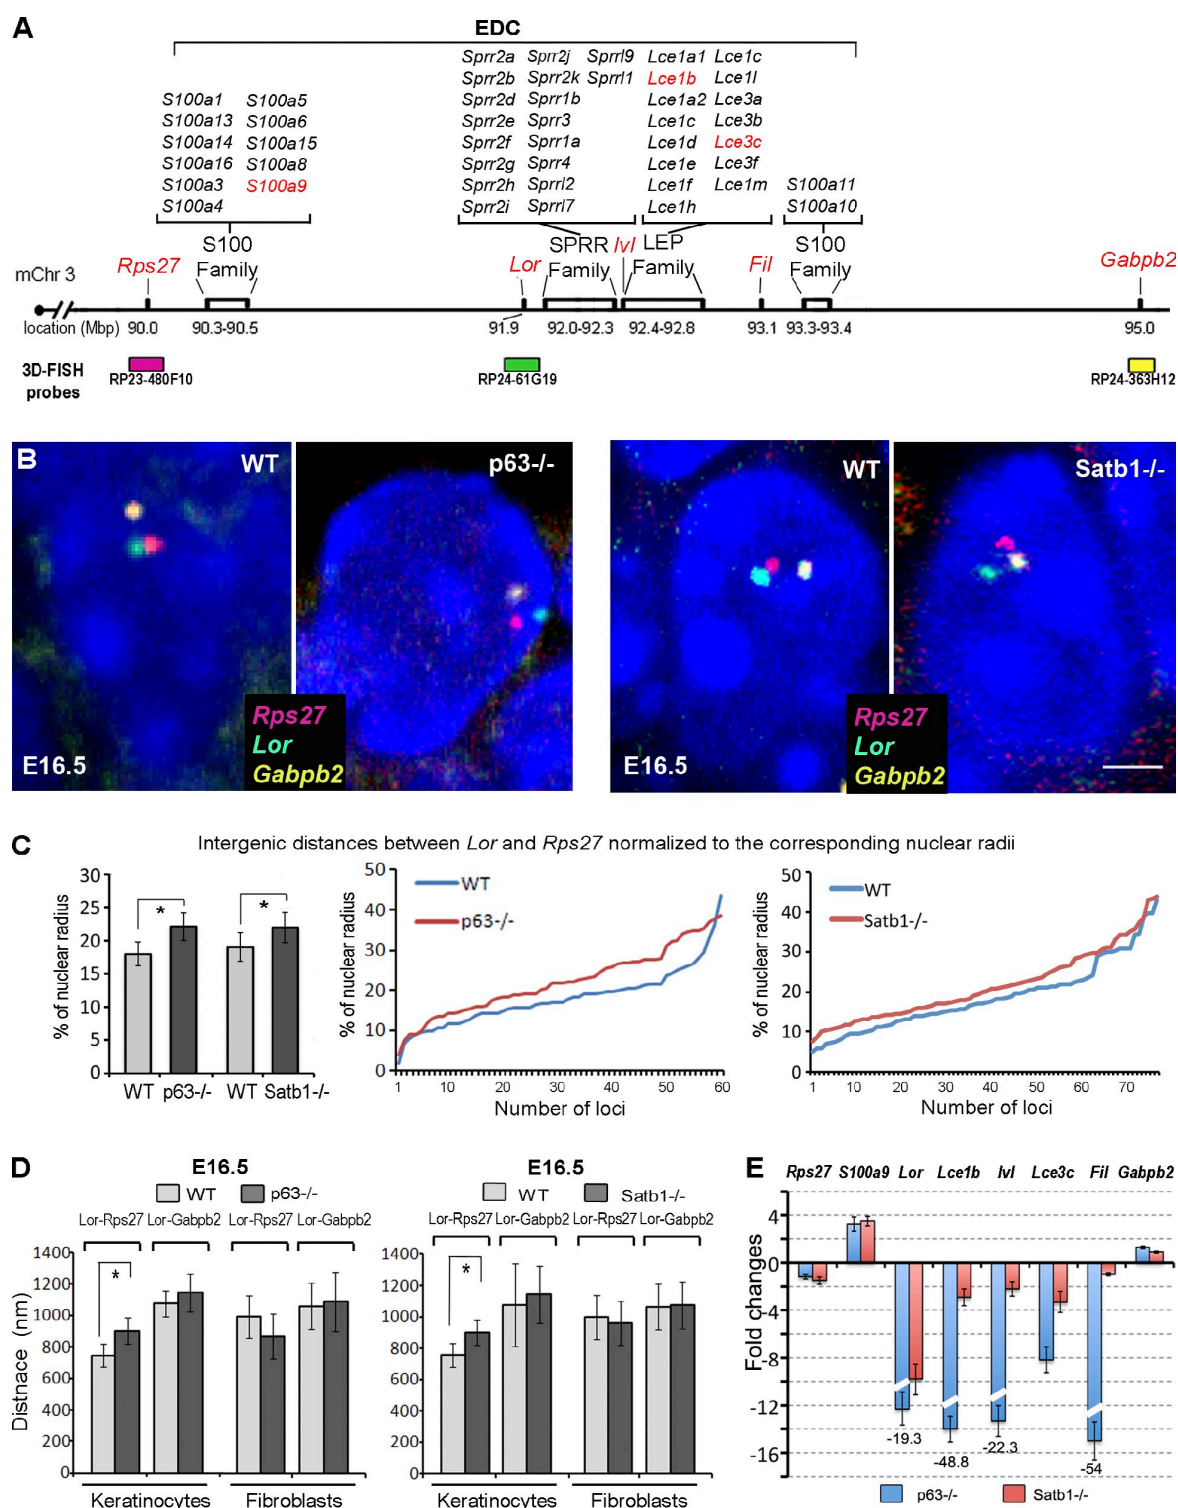 A
EDC
Sprr2a Sprr2j Sprrl9 Lce1a1 Lce1c
Sprr2b Sprr2k Sprrl1 Lce1b Lce1l
S100a1 S100a5 Sprr2d Sprr1b Lce1a2 Lce3a
S100a13 S100a6 Sprr2e Sprr3 Lce1c Lce3b
S100a14 S100a15 Sprr2f Sprr1a Lce1d Lce3c
S100a16 S100a8 Sprr2g Sprr4 Lce1e Lce3f
S100a3 S100a9 Sprr2h Sprrl2 Lce1f Lce1m S100a11
S100a4 Sprr2i Sprrl7 Lce1h S100a10
S100 SPRR Ivl LEP S100
mChr 3 Rps27 Family Lor Family Family Fil Family Gabpb2
location (Mbp) 90.0 90.3-90.5 91.9 92.0-92.3 92.4-92.8 93.1 93.3-93.4 95.0
3D-FISH
probes
RP23-480F10 RP24-61G19 RP24-363H12
B
WT p63-/- WT Satb1-/-
Rps27
Lor
Gabpb2
E16.5
Rps27
Lor
Gabpb2
E16.5
C
Intergenic distances between Lor and Rps27 normalized to the corresponding nuclear radii
% of nuclear radius
30
25
20
15
10
5
0
* *
WT p63-/- WT Satb1-/-
% of nuclear radius
50
40
30
20
10
0
WT
p63-/-
1 10 20 30 40 50 60
Number of loci
% of nuclear radius
50
40
30
20
10
0
WT
Satb1-/-
1 10 20 30 40 50 60 70
Number of loci
D
E16.5
WT p63-/-
Lor-Rps27 Lor-Gabpb2 Lor-Rps27 Lor-Gabpb2
Distnace (nm)
1400
1200
1000
800
600
400
200
0
*
Keratinocytes Fibroblasts
E16.5
WT Satb1-/-
Lor-Rps27 Lor-Gabpb2 Lor-Rps27 Lor-Gabpb2
1400
1200
1000
800
600
400
200
0
*
Keratinocytes Fibroblasts
E
Rps27 S100a9 Lor Lce1b Ivl Lce3c Fil Gabpb2
Fold changes
4
0
-4
-8
-12
-16
-19.3
-48.8
-22.3
-54
p63-/- Satb1-/-